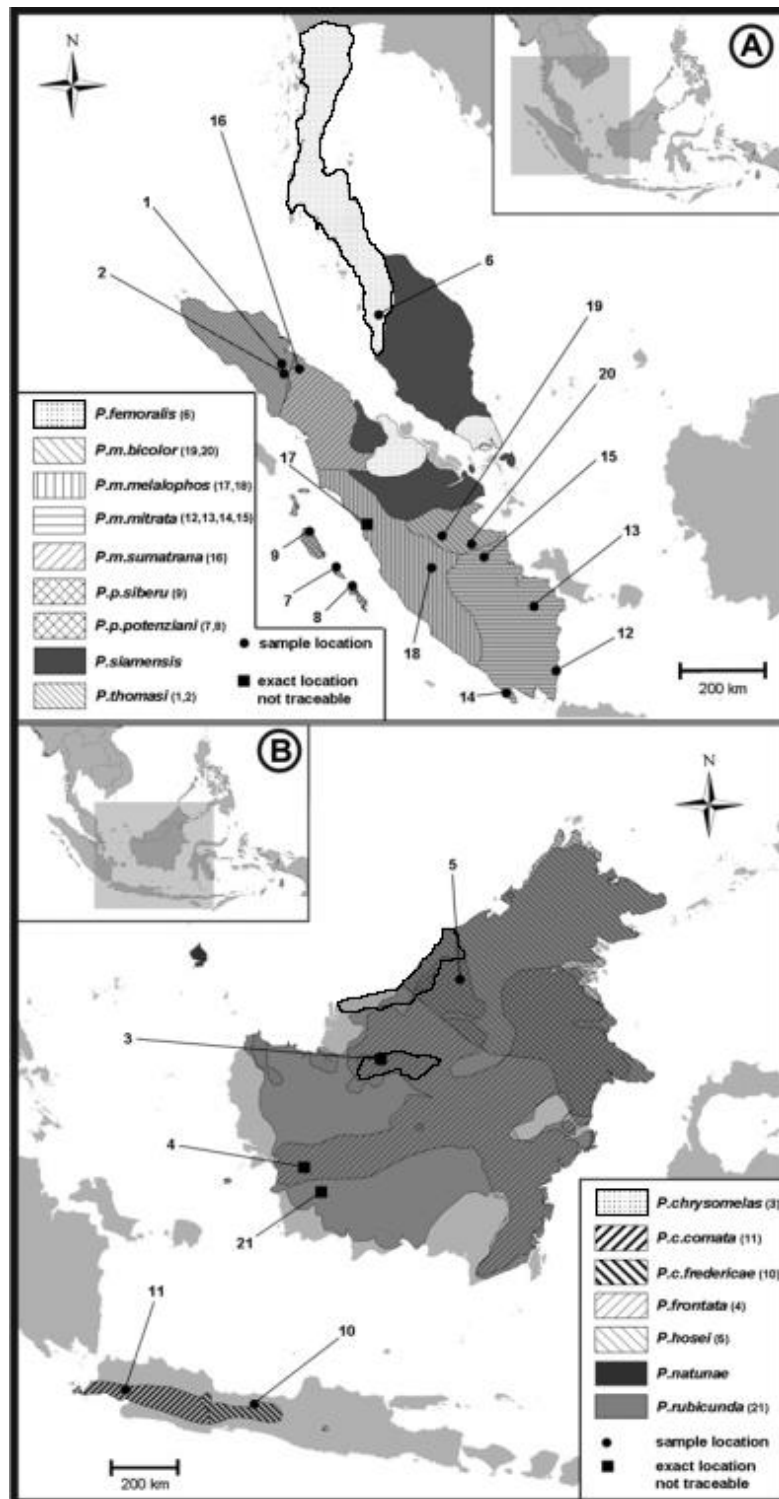 N
A
16
1
2
6
19
20
15
17
13
9
7
8
18
12
14
200 km
P.femoralis (6)
P.m.bicolor (19,20)
P.m.melalophos (17,18)
P.m.mitrata (12,13,14,15)
P.m.sumatrana (16)
P.p.siberu (9)
P.p.potenziani (7,8)
P.siamensis
P.thomasi (1,2)
sample location
exact location
not traceable
B
N
5
3
4
21
11
10
200 km
P.chrysomelas (3)
P.c.comata (11)
P.c.fredericae (10)
P.frontata (4)
P.hosei (5)
P.natunae
P.rubicunda (21)
sample location
exact location
not traceable